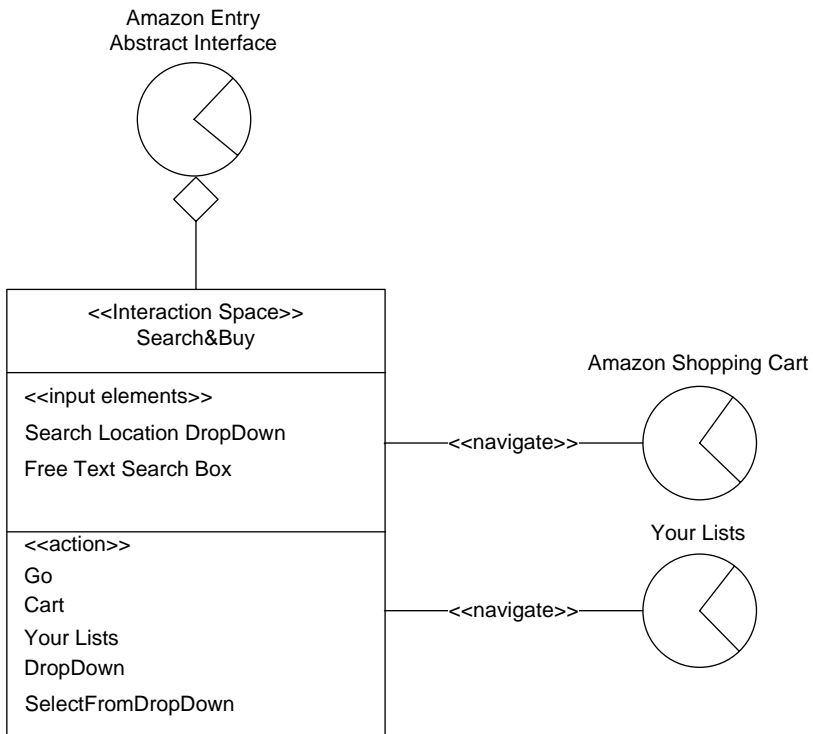 Amazon Entry
Abstract Interface
<<Interaction Space>>
Search&Buy
<<input elements>>
Search Location DropDown
Free Text Search Box
<<action>>
Go
Cart
Your Lists
DropDown
SelectFromDropDown
Amazon Shopping Cart
<<navigate>>
Your Lists
<<navigate>>